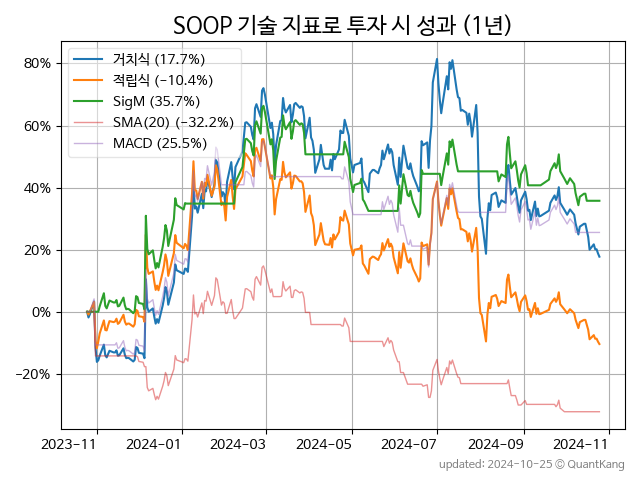 SOOP 기술 지표로 투자 시 성과 (1년)
거치식 (17.7%)
적립식 (−10.4%)
SigM (35.7%)
SMA(20) (−32.2%)
MACD (25.5%)
80%
60%
40%
20%
0%
−20%
2023-11
2024-01
2024-03
2024-05
2024-07
2024-09
2024-11
updated: 2024-10-25 © QuantKang